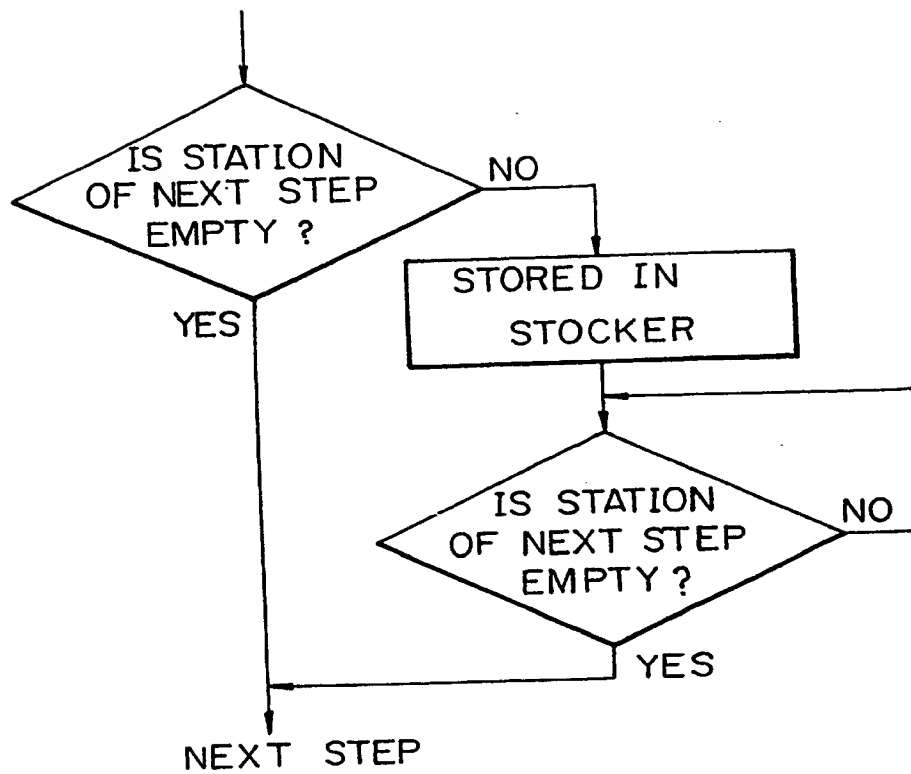 IS STATION
OF NEXT STEP
EMPTY ?
NO
YES
STORED IN
STOCKER
IS STATION
OF NEXT STEP
EMPTY ?
NO
YES
NEXT STEP